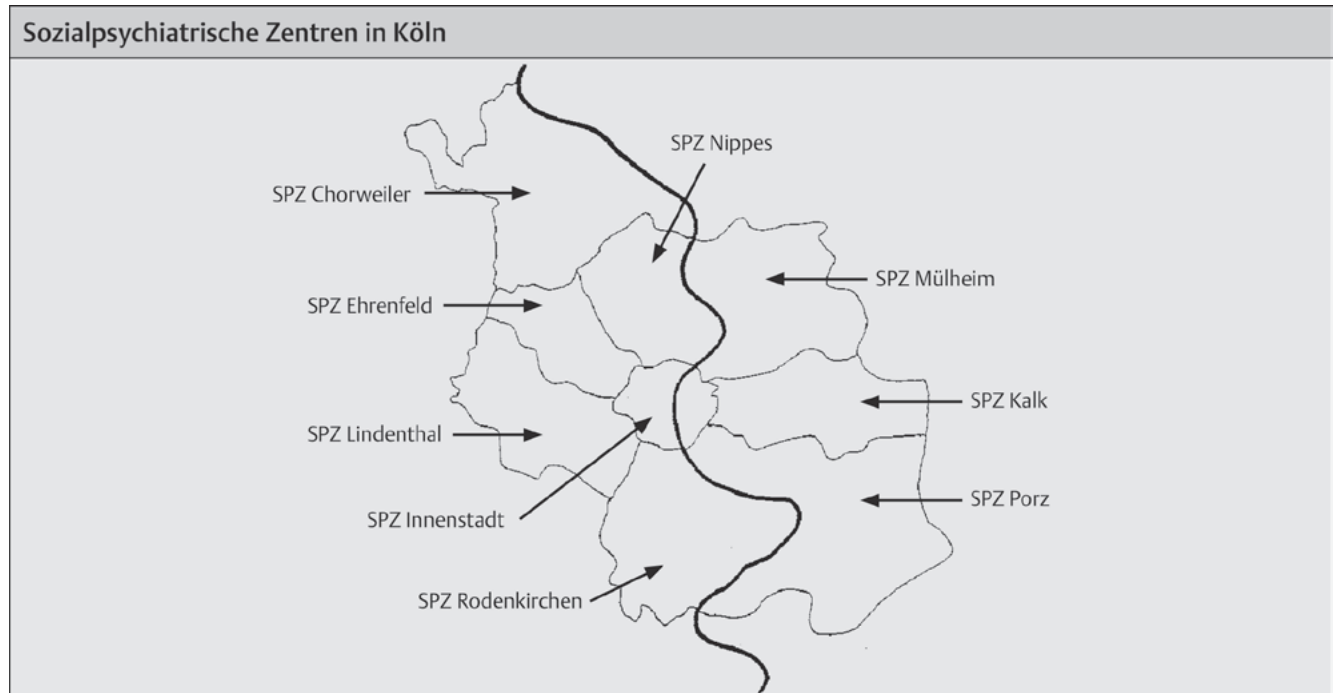 Sozialpsychiatrische Zentren in Köln
SPZ Nippes
SPZ Chorweiler
SPZ Mülheim
SPZ Ehrenfeld
SPZ Kalk
SPZ Lindenthal
SPZ Porz
SPZ Innenstadt
SPZ Rodenkirchen